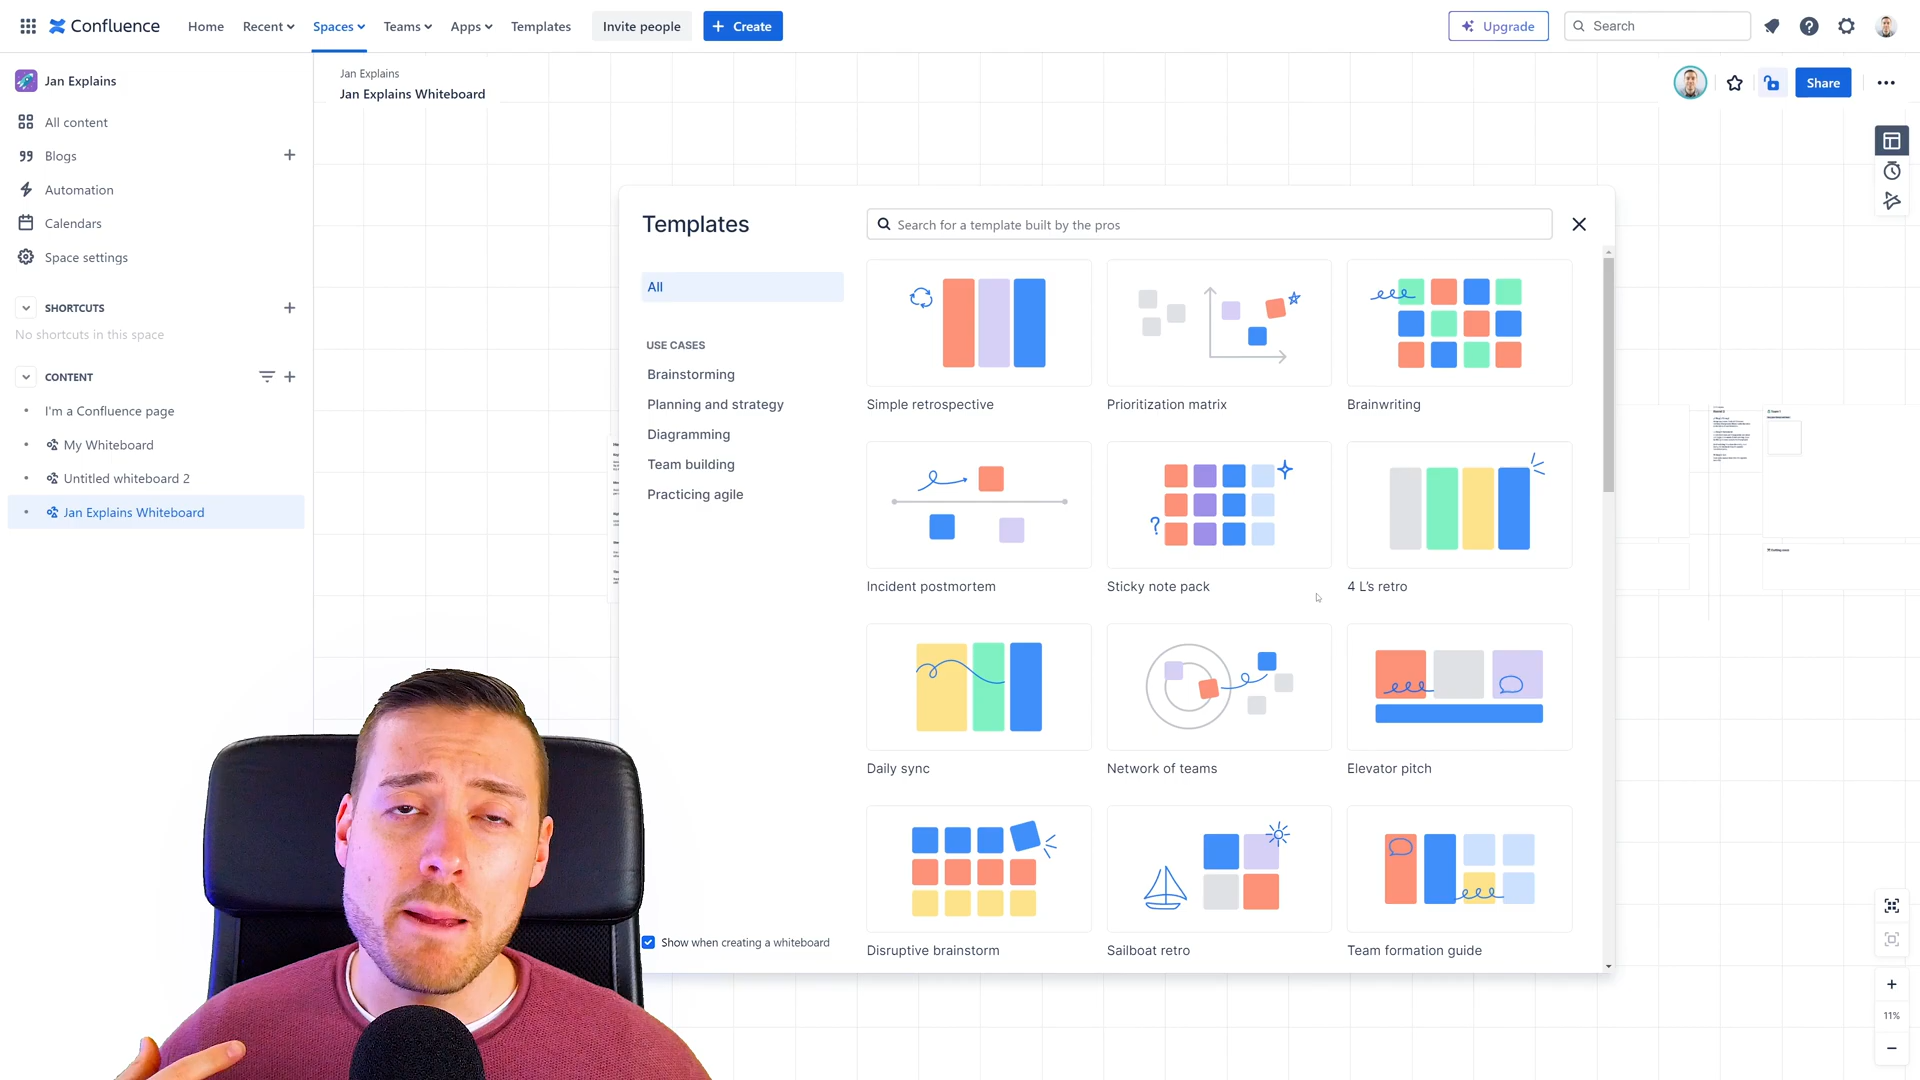 Confluence
Home
Recent
Spaces
Teams
Apps
Templates
Invite people
+ Create
Upgrade
Search
Jan Explains
All content
Blogs
Automation
Calendars
Space settings
SHORTCUTS
No shortcuts in this space
CONTENT
I'm a Confluence page
My Whiteboard
Untitled whiteboard 2
Jan Explains Whiteboard
Jan Explains
Jan Explains Whiteboard
Share
Templates
Search for a template built by the pros
All
USE CASES
Brainstorming
Planning and strategy
Diagramming
Team building
Practicing agile
Show when creating a whiteboard
Simple retrospective
Prioritization matrix
Brainwriting
Incident postmortem
?
Sticky note pack
4 L's retro
Daily sync
Network of teams
Elevator pitch
Disruptive brainstorm
Sailboat retro
Team formation guide
+
11%
−